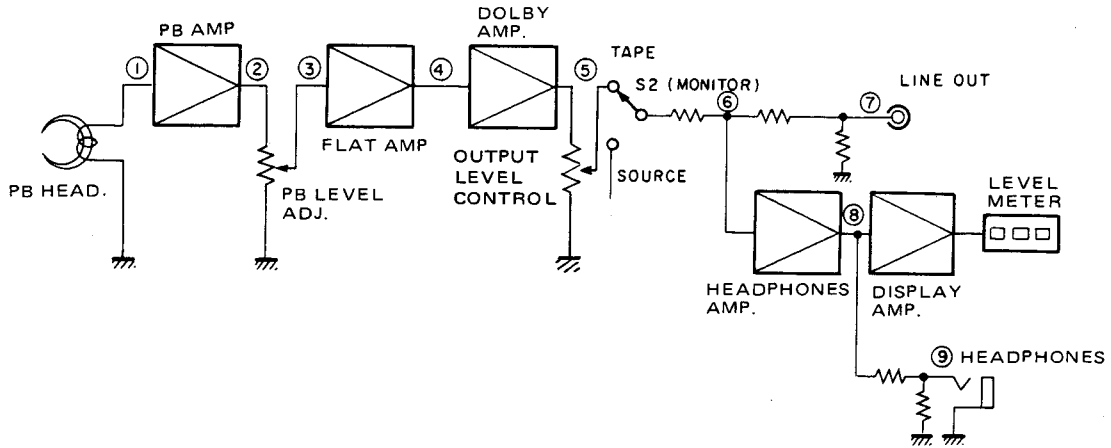 PB AMP
DOLBY
AMP.
TAPE
S2 (MONITOR)
LINE OUT
①
②
③
④
⑤
⑥
⑦
PB HEAD.
PB LEVEL
ADJ.
FLAT AMP
OUTPUT
LEVEL
CONTROL
SOURCE
⑧
LEVEL
METER
HEADPHONES
AMP.
DISPLAY
AMP.
⑨ HEADPHONES